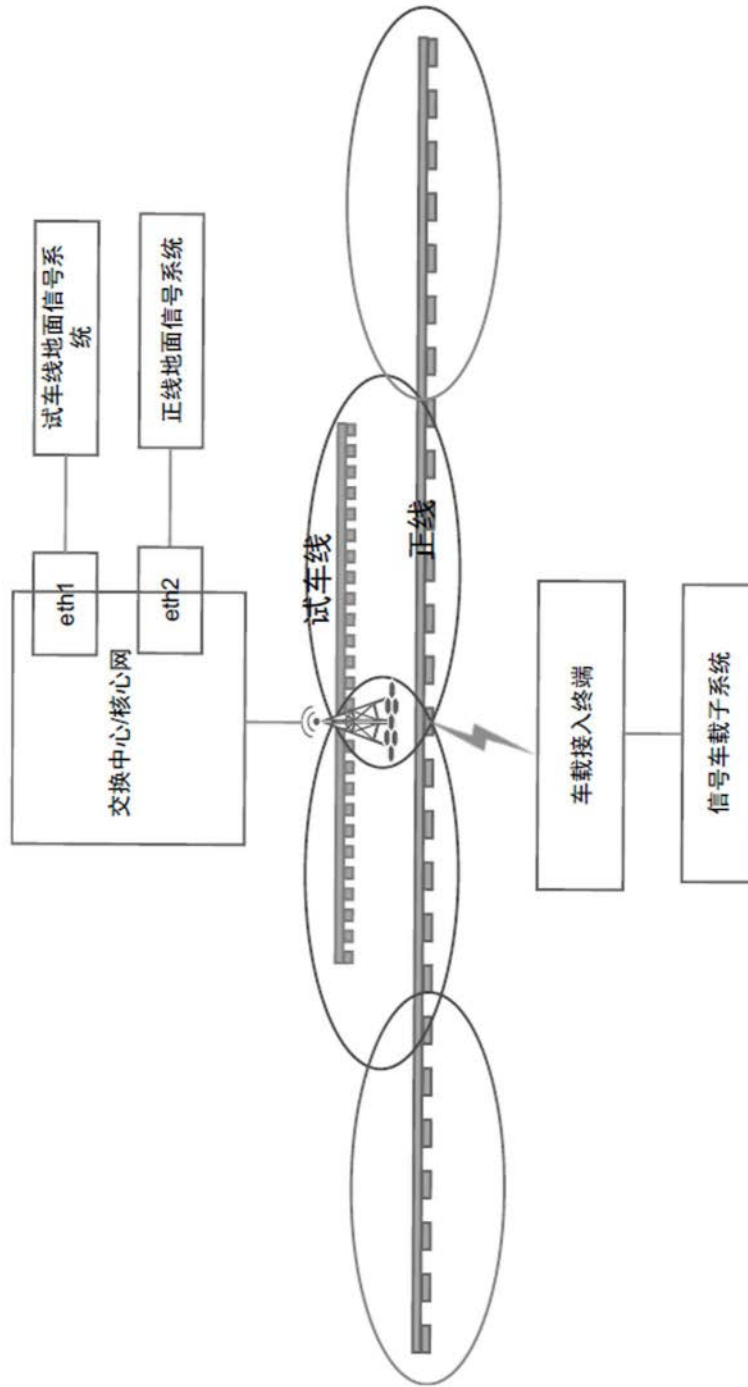 交换中心/核心网
eth1
eth2
试车线地面信号系
统
正线地面信号系统
试车线
正线
车载接入终端
信号车载子系统